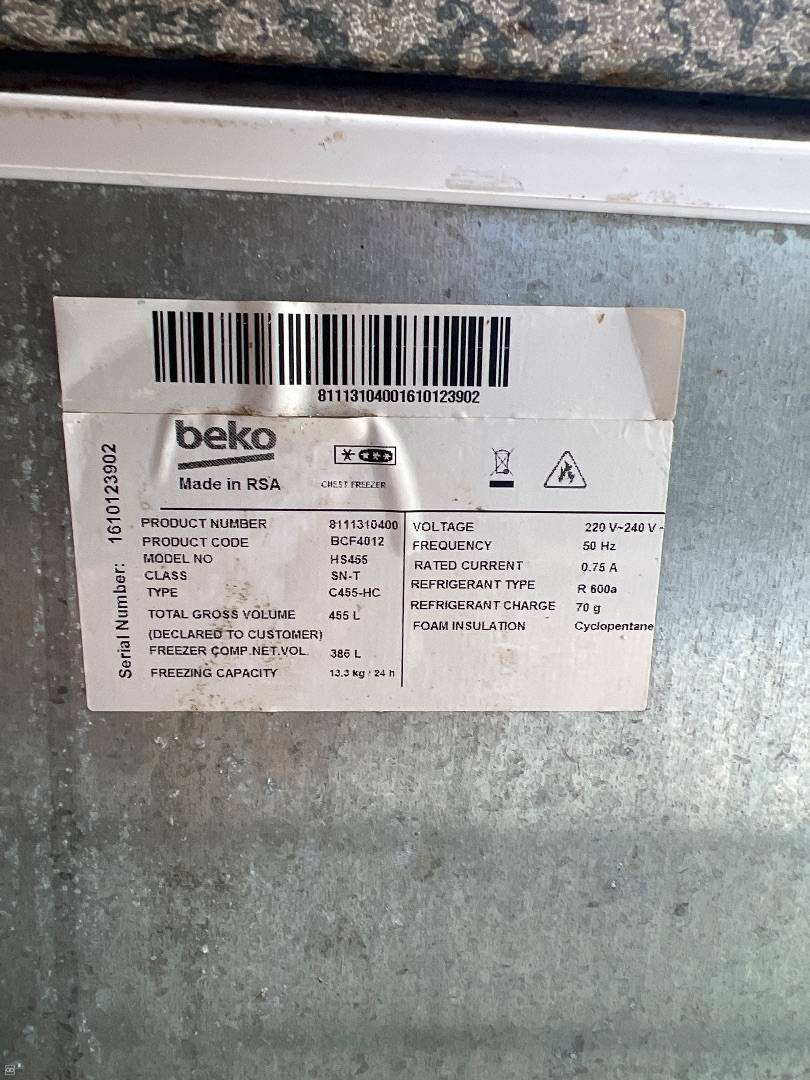 81113104001610123902
beko
Made in RSA
CHEST FREEZER
Serial Number: 1610123902
PRODUCT NUMBER 8111310400
PRODUCT CODE BCF4012
MODEL NO HS455
CLASS SN-T
TYPE C455-HC
TOTAL GROSS VOLUME 455 L
(DECLARED TO CUSTOMER)
FREEZER COMP.NET.VOL. 386 L
FREEZING CAPACITY 13.3 kg / 24 h
VOLTAGE 220 V~240 V -
FREQUENCY 50 Hz
RATED CURRENT 0.75 A
REFRIGERANT TYPE R 600a
REFRIGERANT CHARGE 70 g
FOAM INSULATION Cyclopentane